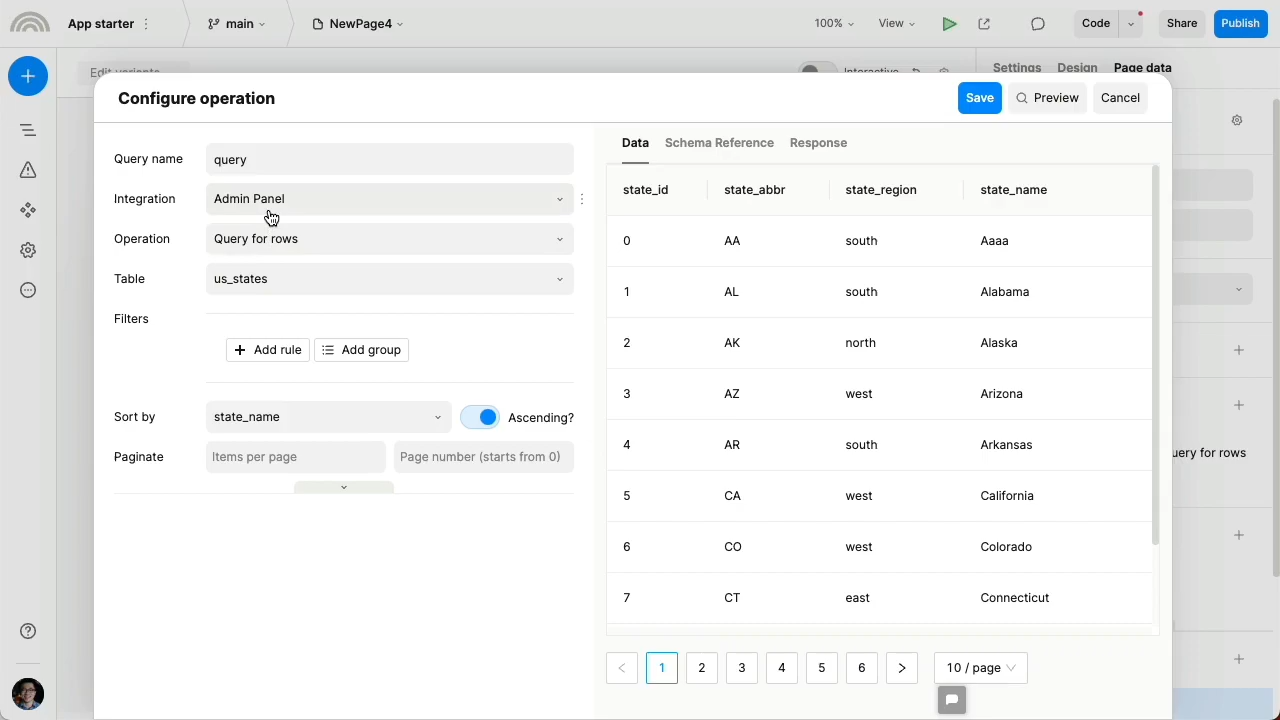 App starter
main
NewPage4
100%
View
Code
Share
Publish
Edit variants
Interactive
Settings
Design
Page data
Configure operation
Save
Preview
Cancel
Query name
query
Integration
Admin Panel
Operation
Query for rows
Table
us_states
Filters
Add rule
Add group
Sort by
state_name
Ascending?
Paginate
Items per page
Page number (starts from 0)
Data
Schema Reference
Response
state_id state_abbr state_region state_name
0 AA south Aaaa
1 AL south Alabama
2 AK north Alaska
3 AZ west Arizona
4 AR south Arkansas
5 CA west California
6 CO west Colorado
7 CT east Connecticut
1 2 3 4 5 6
10 / page
uery for rows